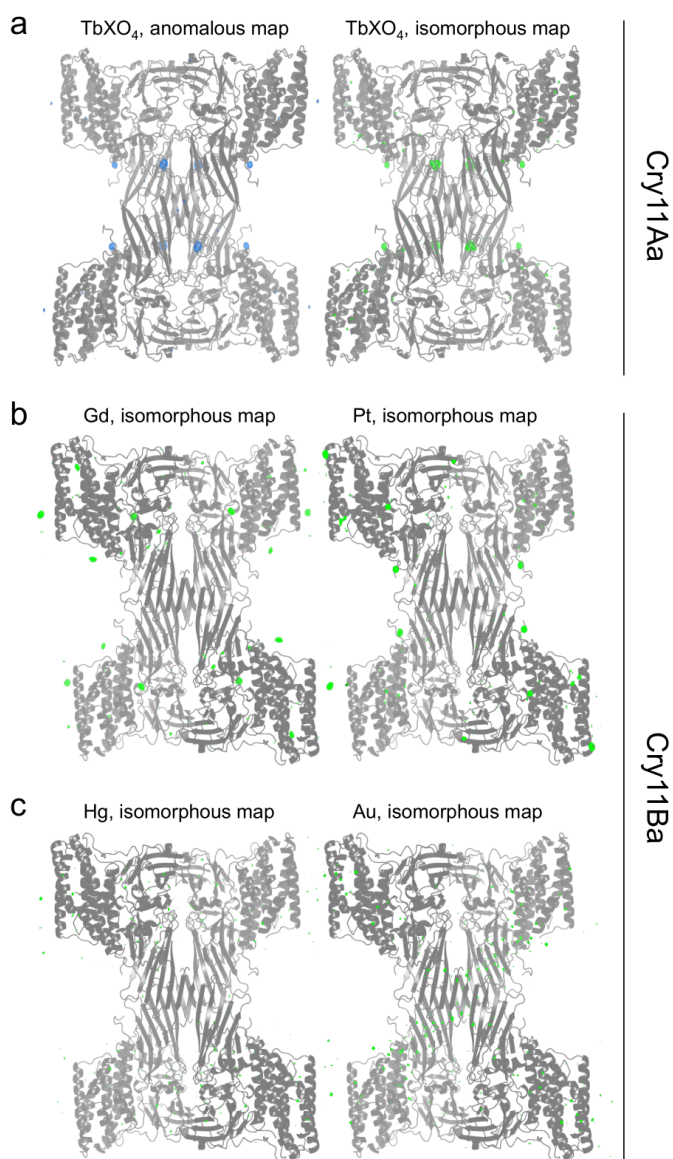 a
TbXO₄, anomalous map
TbXO₄, isomorphous map
Cry11Aa
b
Gd, isomorphous map
Pt, isomorphous map
Cry11Ba
c
Hg, isomorphous map
Au, isomorphous map